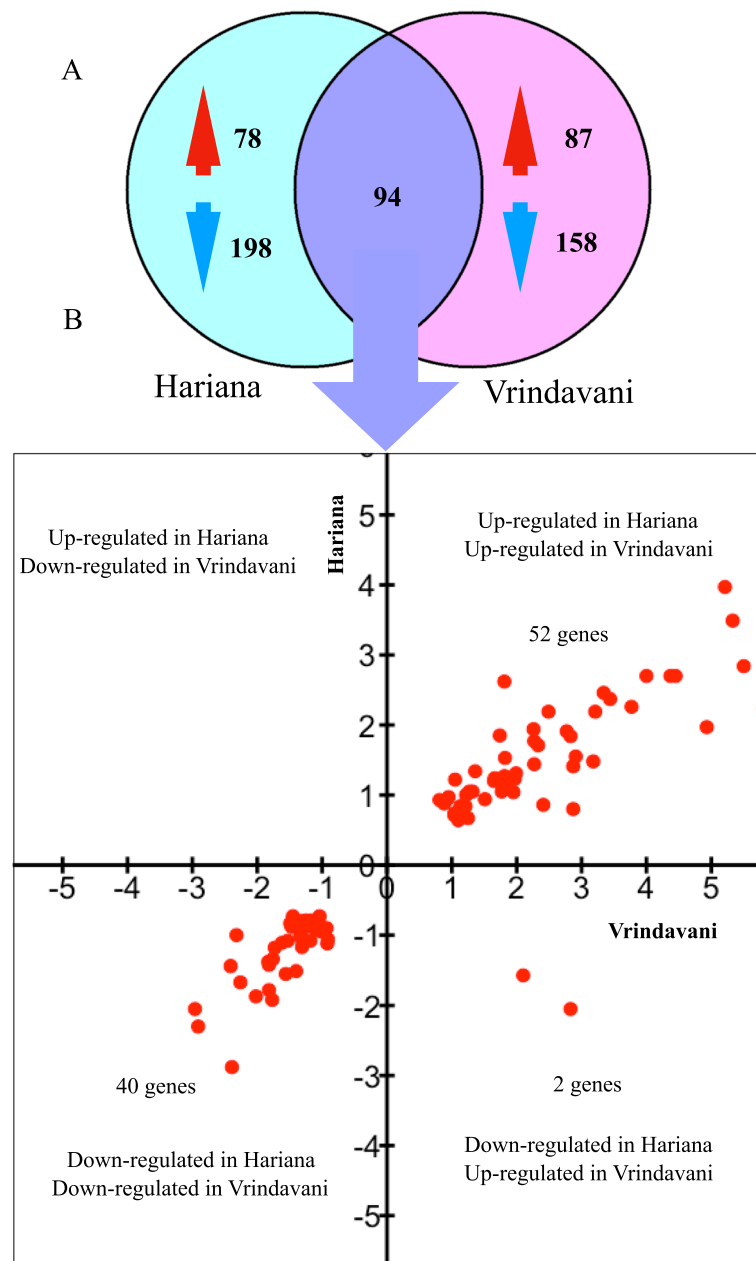 A
78
87
94
198
158
B
Hariana
Vrindavani
Hariana
Up-regulated in Hariana
Down-regulated in Vrindavani
Up-regulated in Hariana
Up-regulated in Vrindavani
52 genes
5
4
3
2
1
0
-5 -4 -3 -2 -1 0 1 2 3 4 5
Vrindavani
-1
-2
-3
-4
-5
40 genes
2 genes
Down-regulated in Hariana
Down-regulated in Vrindavani
Down-regulated in Hariana
Up-regulated in Vrindavani